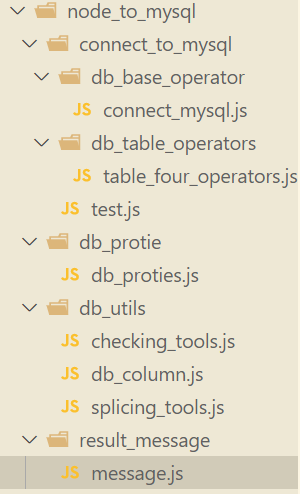 node_to_mysql
connect_to_mysql
db_base_operator
JS connect_mysql.js
db_table_operators
JS table_four_operators.js
JS test.js
db_protie
JS db_proties.js
db_utils
JS checking_tools.js
JS db_column.js
JS splicing_tools.js
result_message
JS message.js